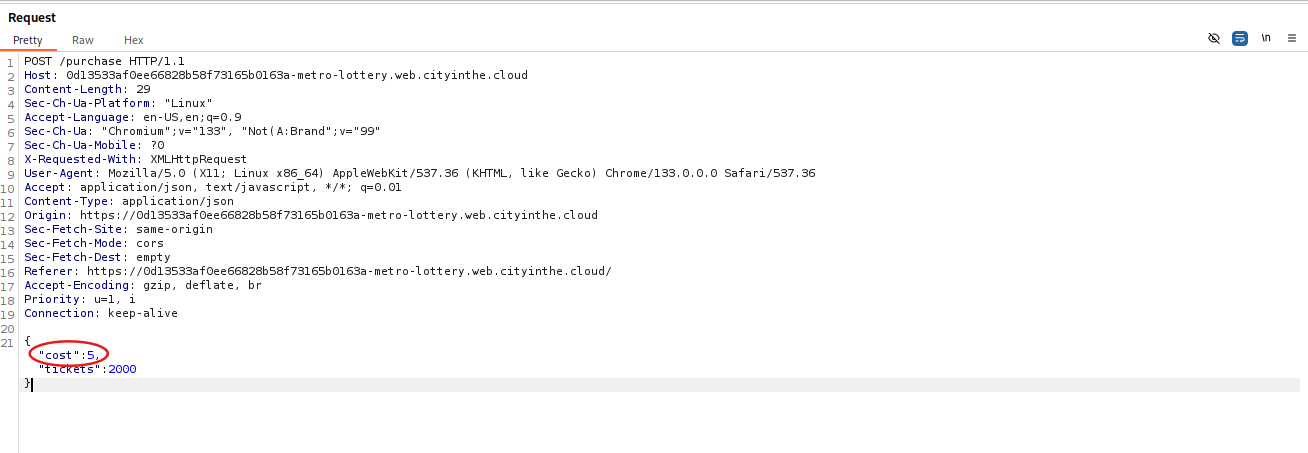 Request
Pretty Raw Hex
\n
1 POST /purchase HTTP/1.1
2 Host: 0d13533af0ee66828b58f73165b0163a-metro-lottery.web.cityinthe.cloud
3 Content-Length: 29
4 Sec-Ch-Ua-Platform: "Linux"
5 Accept-Language: en-US,en;q=0.9
6 Sec-Ch-Ua: "Chromium";v="133", "Not(A:Brand";v="99"
7 Sec-Ch-Ua-Mobile: ?0
8 X-Requested-With: XMLHttpRequest
9 User-Agent: Mozilla/5.0 (X11; Linux x86_64) AppleWebKit/537.36 (KHTML, like Gecko) Chrome/133.0.0.0 Safari/537.36
10 Accept: application/json, text/javascript, */*; q=0.01
11 Content-Type: application/json
12 Origin: https://0d13533af0ee66828b58f73165b0163a-metro-lottery.web.cityinthe.cloud
13 Sec-Fetch-Site: same-origin
14 Sec-Fetch-Mode: cors
15 Sec-Fetch-Dest: empty
16 Referer: https://0d13533af0ee66828b58f73165b0163a-metro-lottery.web.cityinthe.cloud/
17 Accept-Encoding: gzip, deflate, br
18 Priority: u=1, i
19 Connection: keep-alive
20
21 {
"cost":5,
"tickets":2000
}